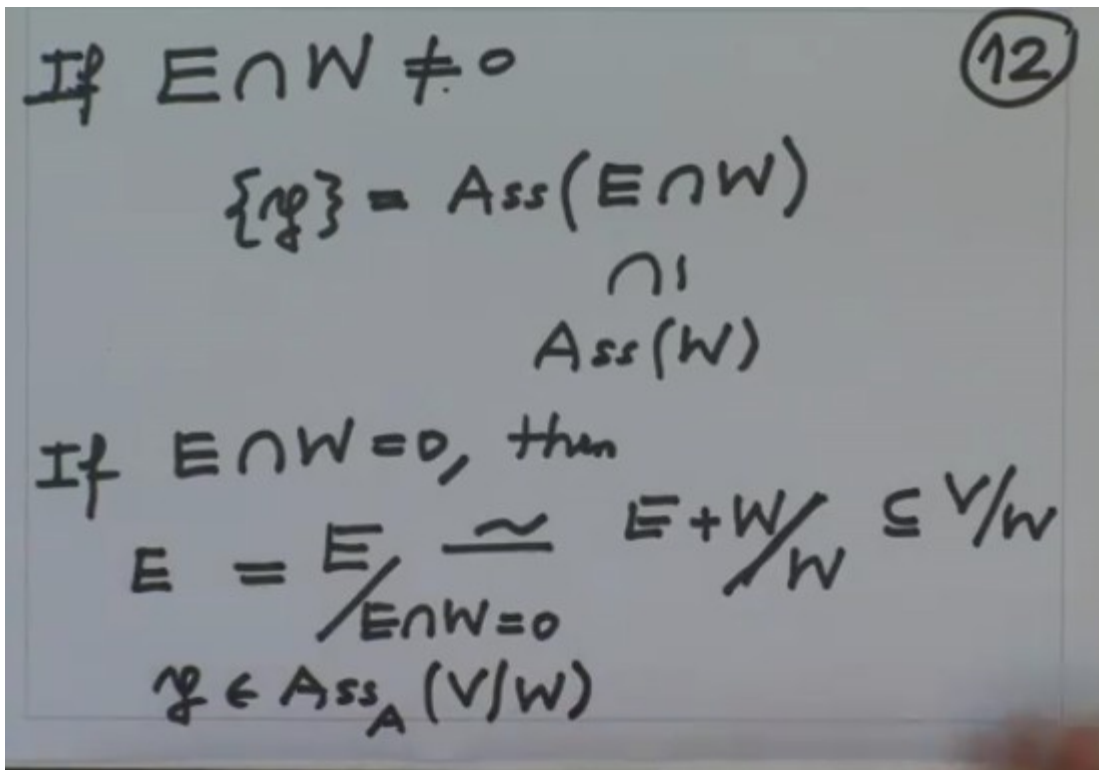 If E ∩ W ≠ 0
⑫
{𝔭} = Ass(E ∩ W)
∩I
Ass(W)
If E ∩ W = 0, then
E = E/E∩W=0 ≃ E+W/W ⊆ V/W
𝔭 ∈ Ass_A (V/W)